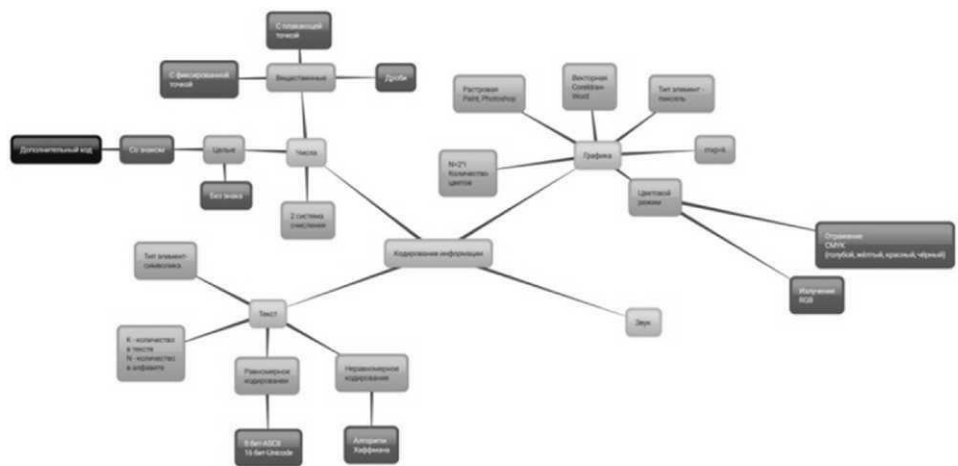 С плавающей
точкой
С фиксированной
точкой
Вещественные
Дроби
Дополнительный код
Со знаком
Целые
Числа
Без знака
2 система
счисления
Растровая
Paint, Photoshop
Векторная
Coreldraw
Word
Тип элемент -
пиксель
N=2^i
Количество
цветов
Графика
Цветовой
режим
Отражение
CMYK
(голубой, жёлтый, красный, чёрный)
Излучение
RGB
Кодирование информации
Звук
Тип элемент-
символика
Текст
К - количество
в тексте
N - количество
в алфавите
Равномерное
кодирован
Неравномерное
кодирование
8 бит-ASCII
16 бит-Unicode
Алгоритм
Хаффмана